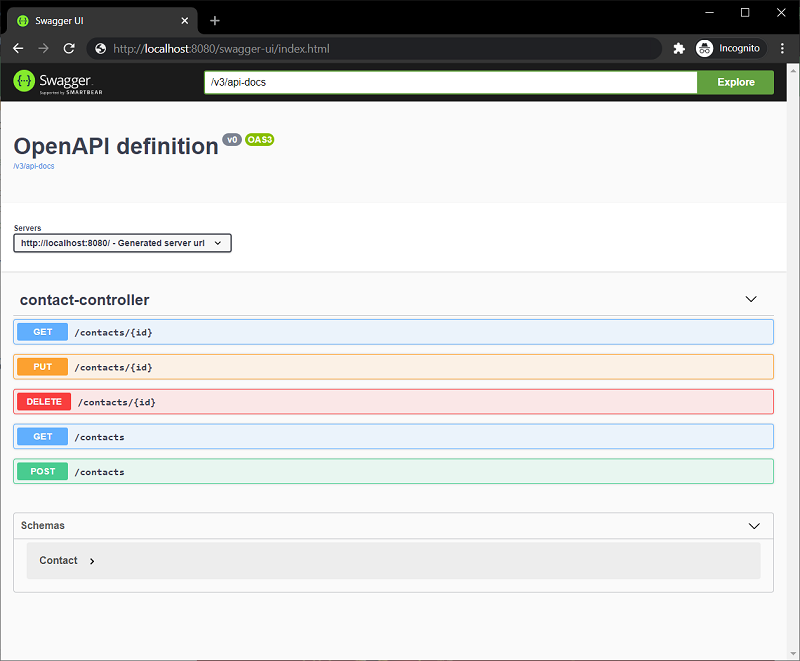 Swagger UI
http://localhost:8080/swagger-ui/index.html
Incognito
Swagger
Supported by SMARTBEAR
/v3/api-docs
Explore
OpenAPI definition v0 OAS3
/v3/api-docs
Servers
http://localhost:8080/ - Generated server url
contact-controller
GET /contacts/{id}
PUT /contacts/{id}
DELETE /contacts/{id}
GET /contacts
POST /contacts
Schemas
Contact